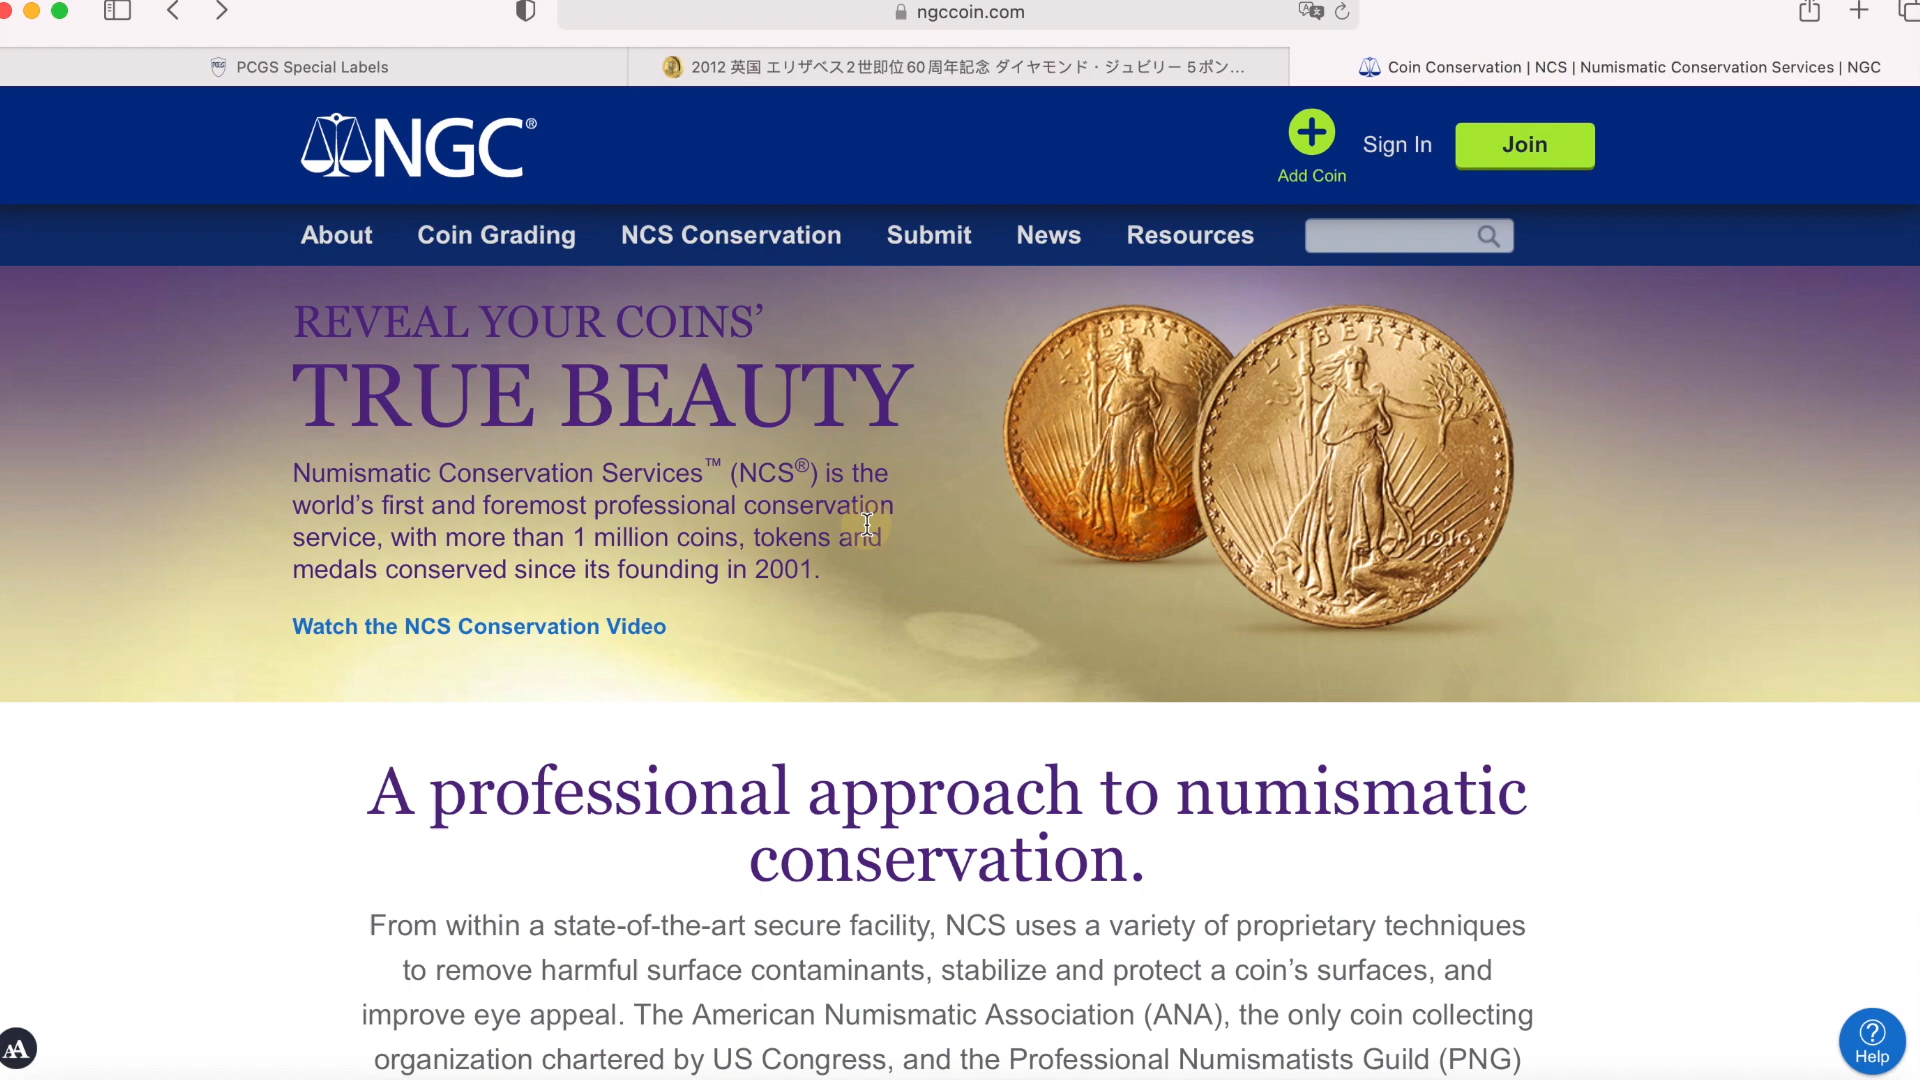 ngccoin.com
PCGS Special Labels
2012 英国 エリザベス2世即位60周年記念 ダイヤモンド・ジュビリー 5ポン...
Coin Conservation | NCS | Numismatic Conservation Services | NGC
NGC®
Add Coin
Sign In
Join
About
Coin Grading
NCS Conservation
Submit
News
Resources
REVEAL YOUR COINS’
TRUE BEAUTY
Numismatic Conservation Services™ (NCS®) is the
world’s first and foremost professional conservation
service, with more than 1 million coins, tokens and
medals conserved since its founding in 2001.
Watch the NCS Conservation Video
LIBERTY
LIBERTY
1916
A professional approach to numismatic
conservation.
From within a state-of-the-art secure facility, NCS uses a variety of proprietary techniques
to remove harmful surface contaminants, stabilize and protect a coin’s surfaces, and
improve eye appeal. The American Numismatic Association (ANA), the only coin collecting
organization chartered by US Congress, and the Professional Numismatists Guild (PNG)
AA
Help